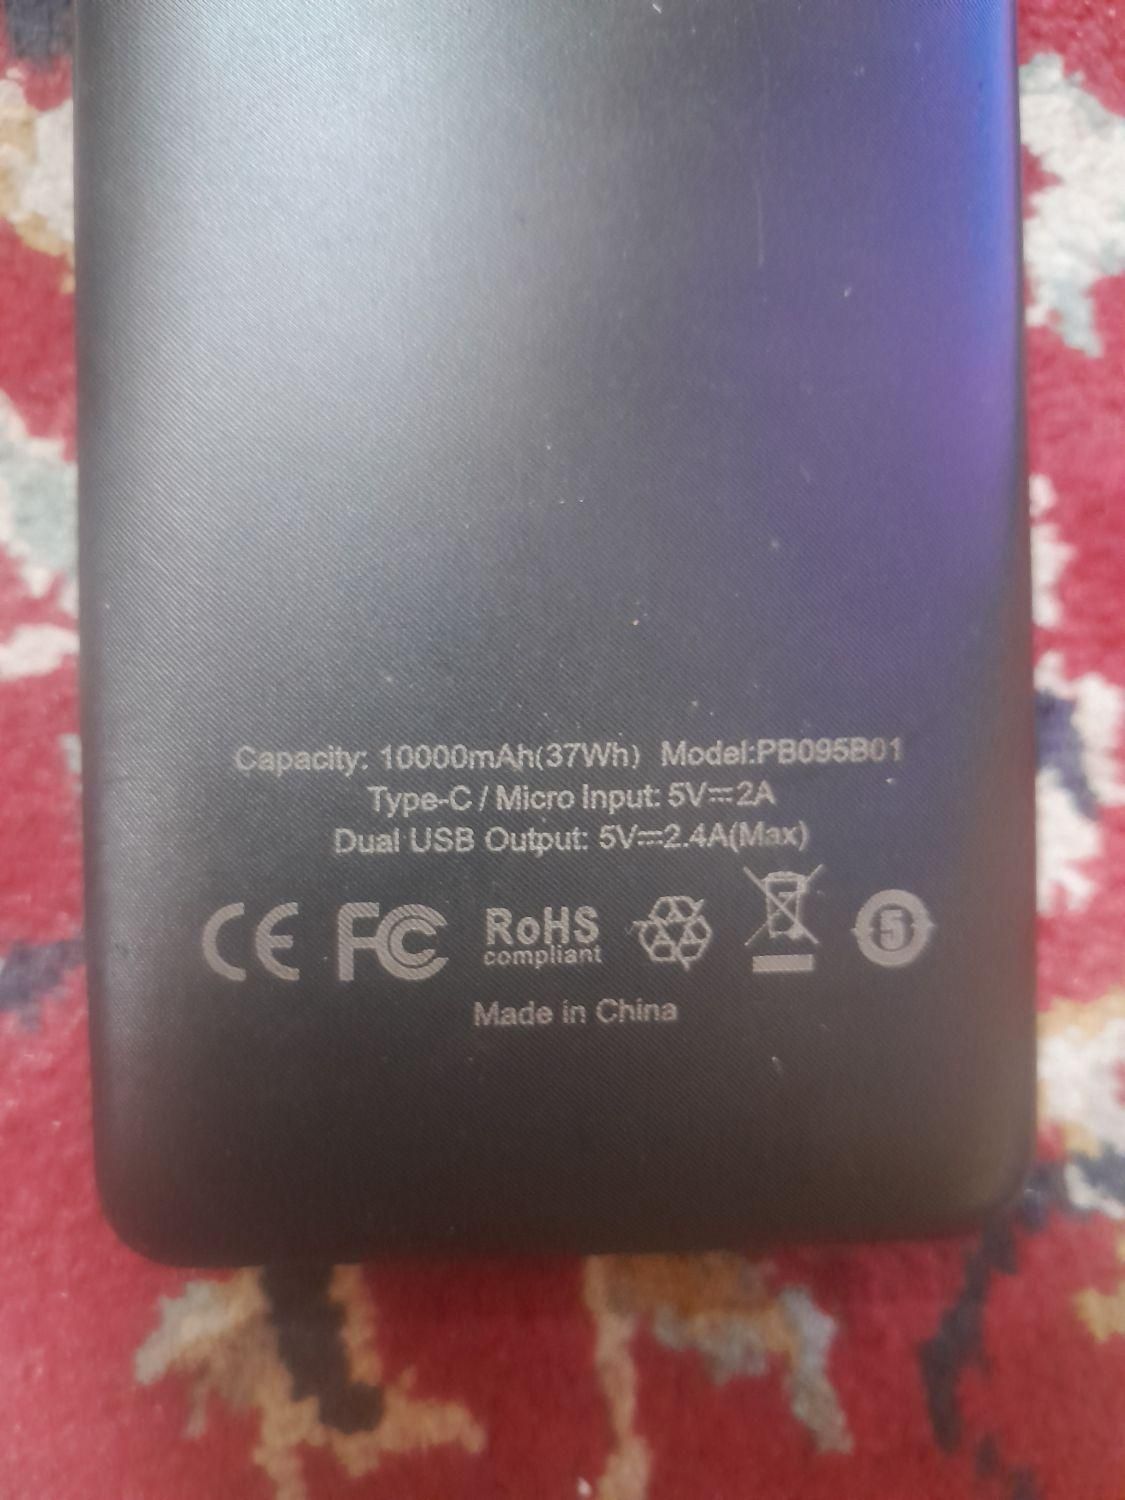 Capacity: 10000mAh(37Wh) Model:PB095B01
Type-C / Micro Input: 5V⎓2A
Dual USB Output: 5V⎓2.4A(Max)
CE FC RoHS compliant 5
Made in China